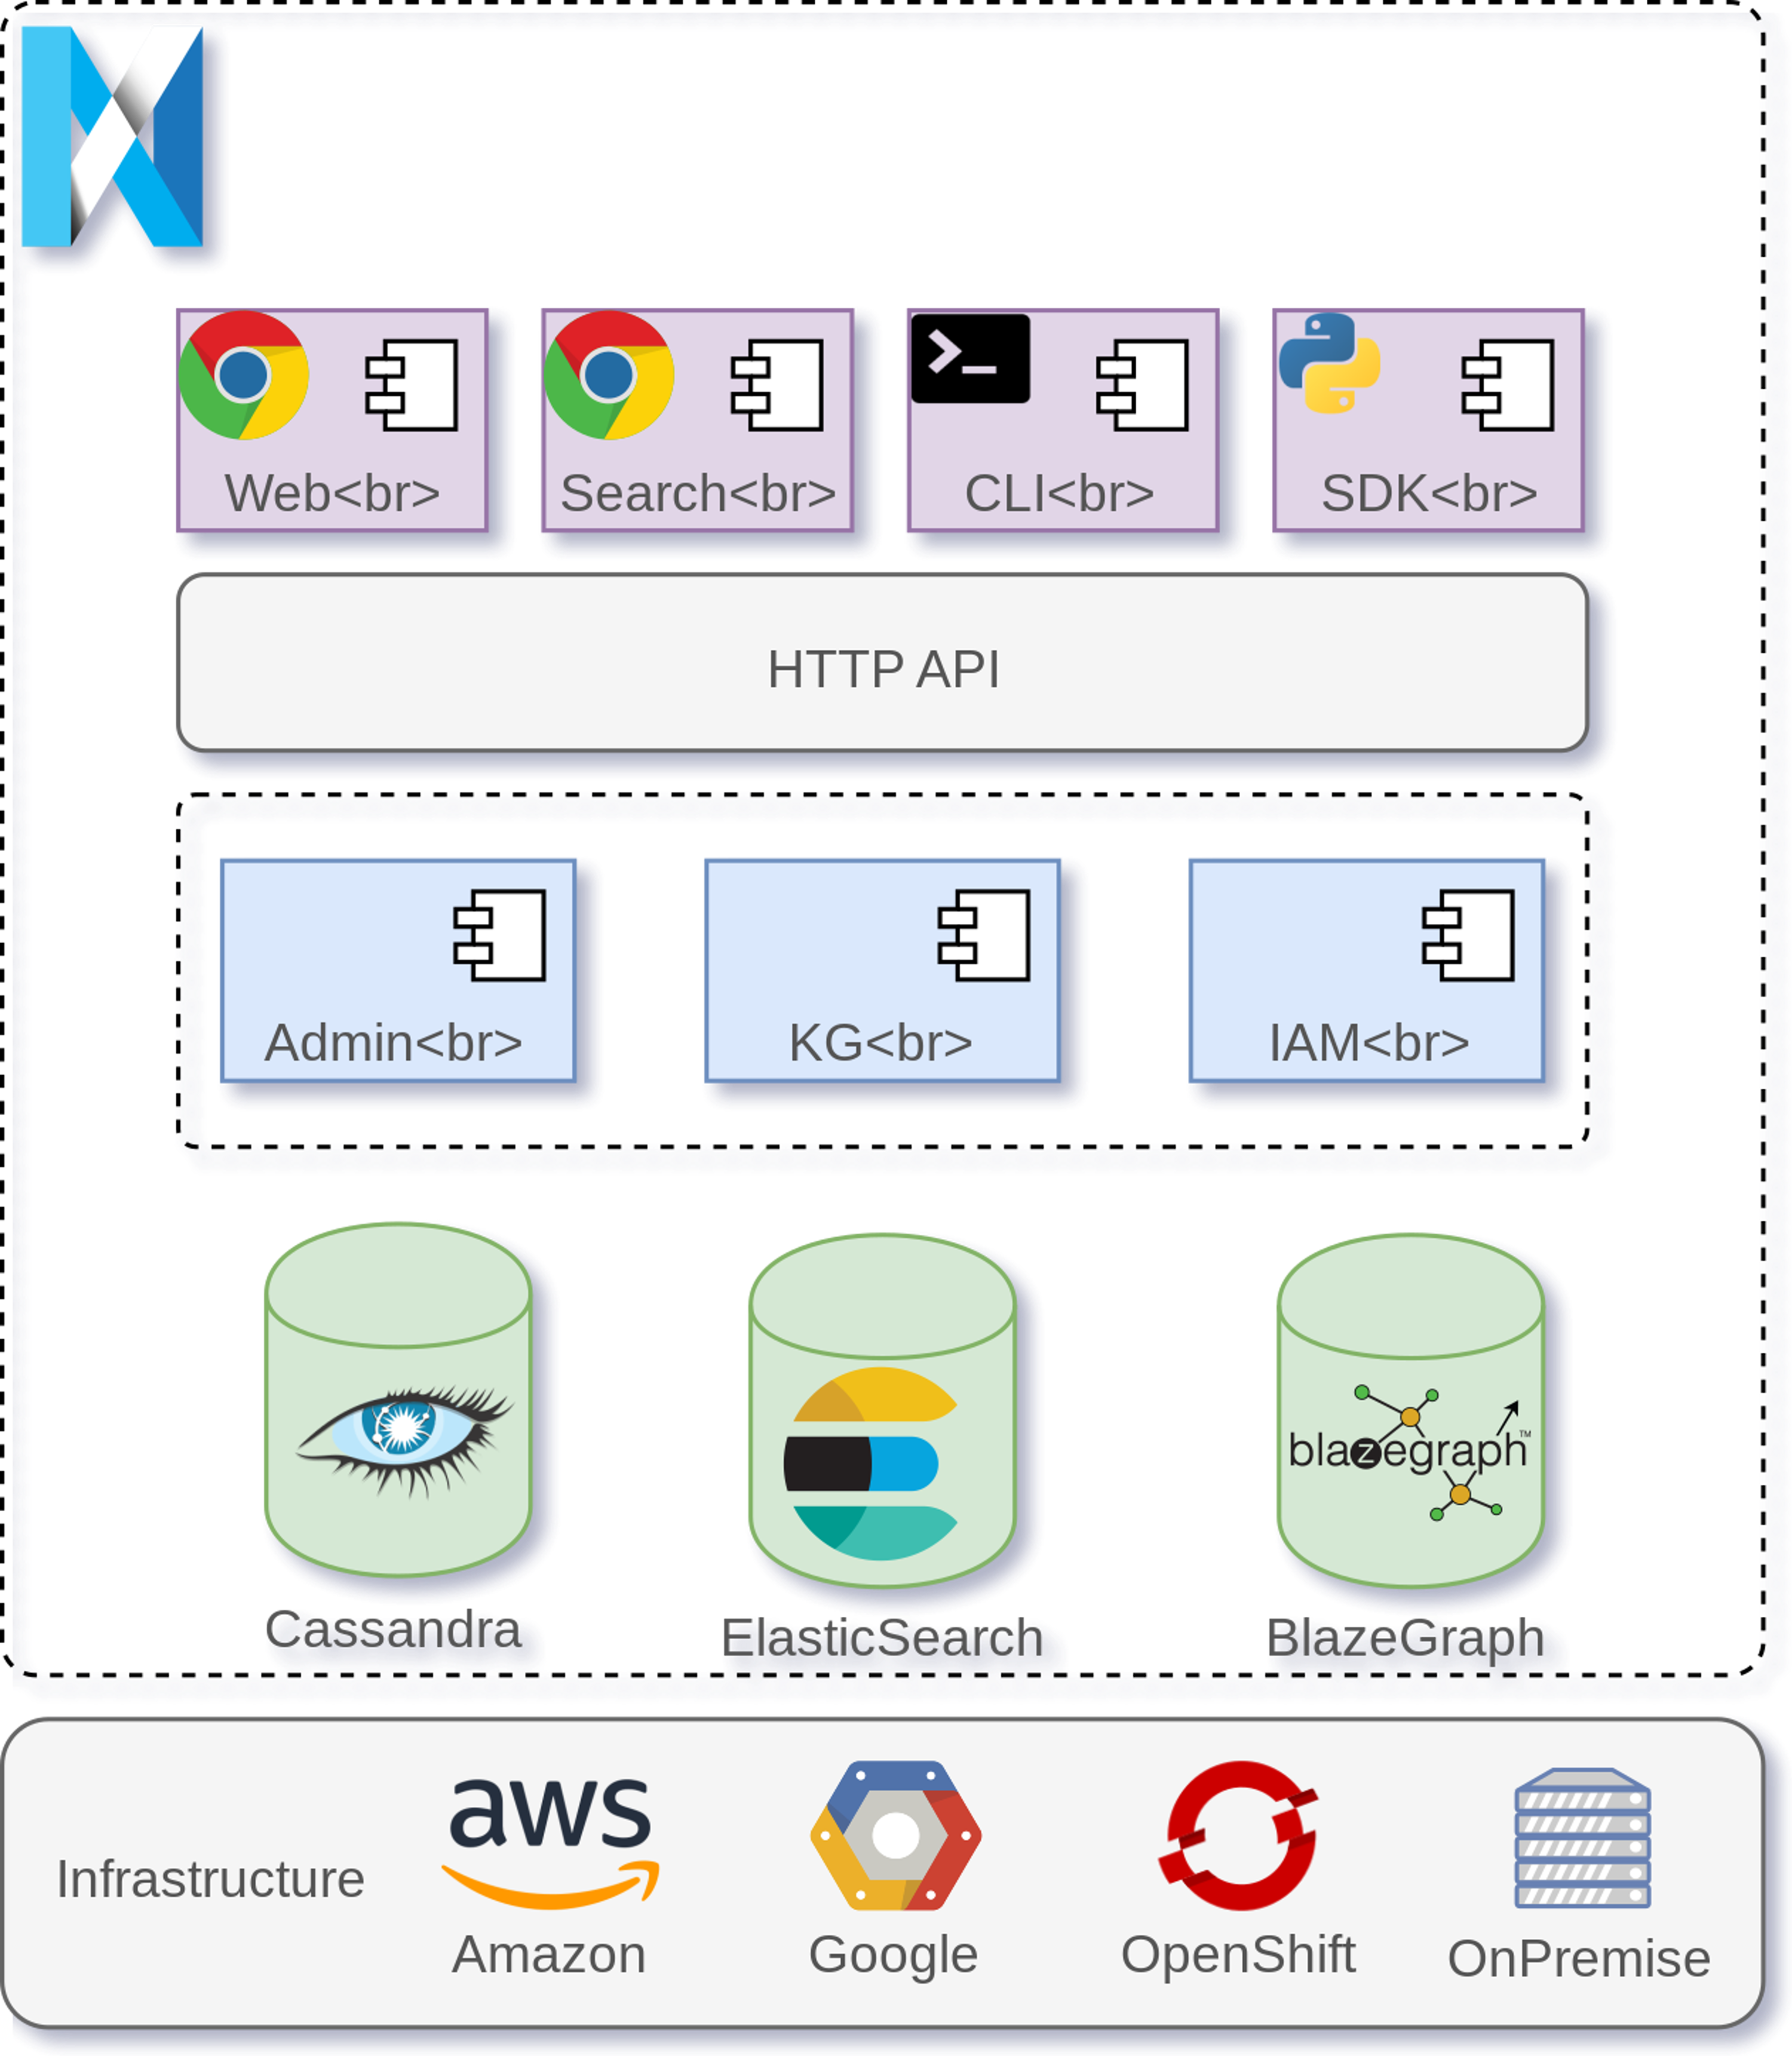 Web<br>
Search<br>
CLI<br>
SDK<br>
HTTP API
Admin<br>
KG<br>
IAM<br>
blazegraph™
Cassandra
ElasticSearch
BlazeGraph
Infrastructure
aws
Amazon
Google
OpenShift
OnPremise